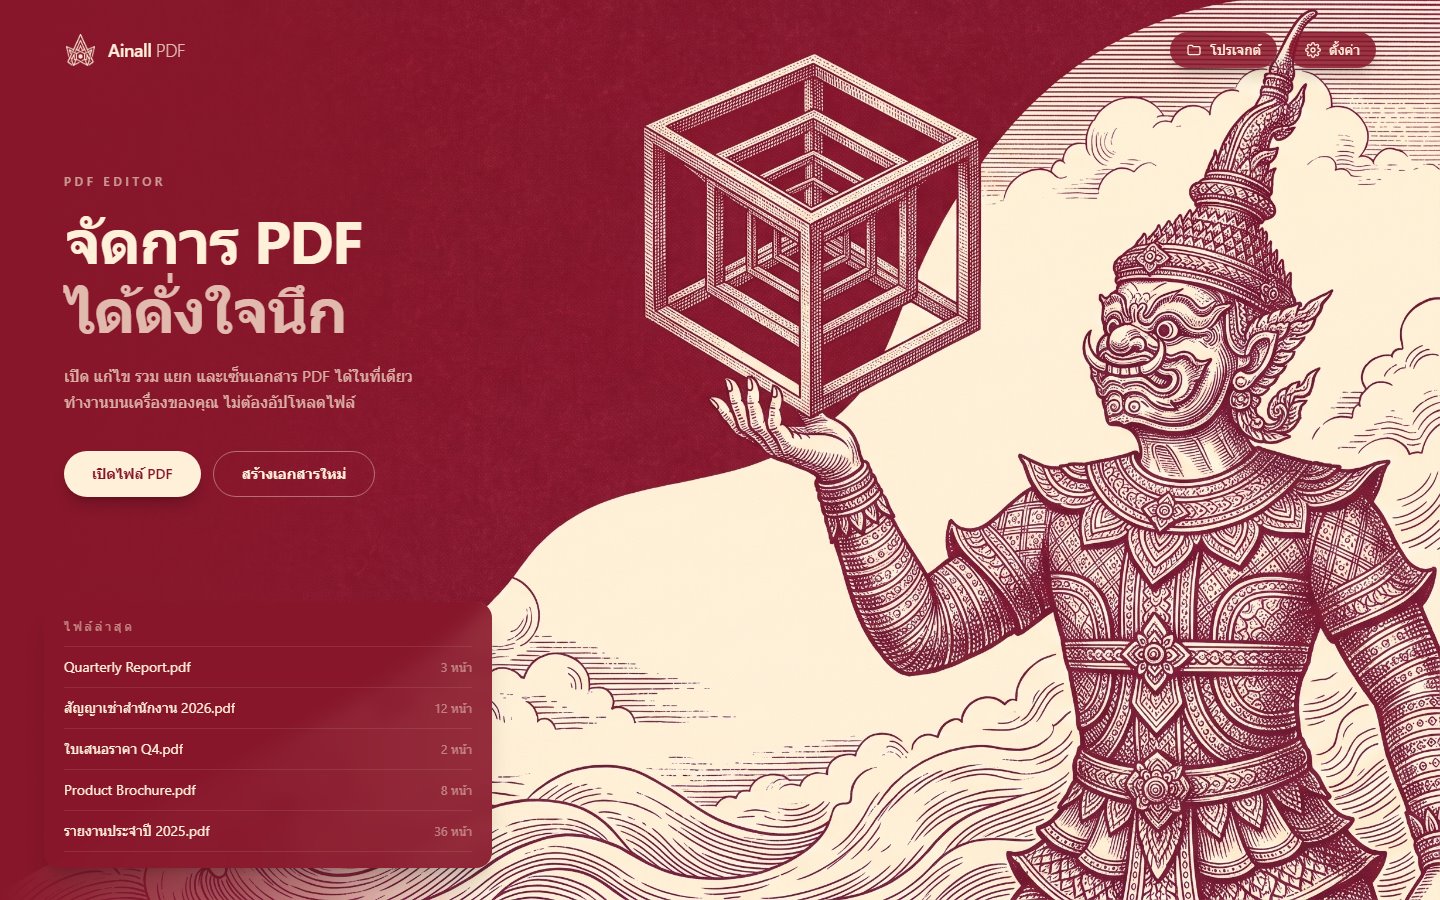 Ainall PDF
โปรเจกต์
ตั้งค่า
PDF EDITOR
จัดการ PDF
ได้ดั่งใจนึก
เปิด แก้ไข รวม แยก และเซ็นเอกสาร PDF ได้ในที่เดียว
ทำงานบนเครื่องของคุณ ไม่ต้องอัปโหลดไฟล์
เปิดไฟล์ PDF
สร้างเอกสารใหม่
ไฟล์ล่าสุด
Quarterly Report.pdf 3 หน้า
สัญญาเช่าสำนักงาน 2026.pdf 12 หน้า
ใบเสนอราคา Q4.pdf 2 หน้า
Product Brochure.pdf 8 หน้า
รายงานประจำปี 2025.pdf 36 หน้า